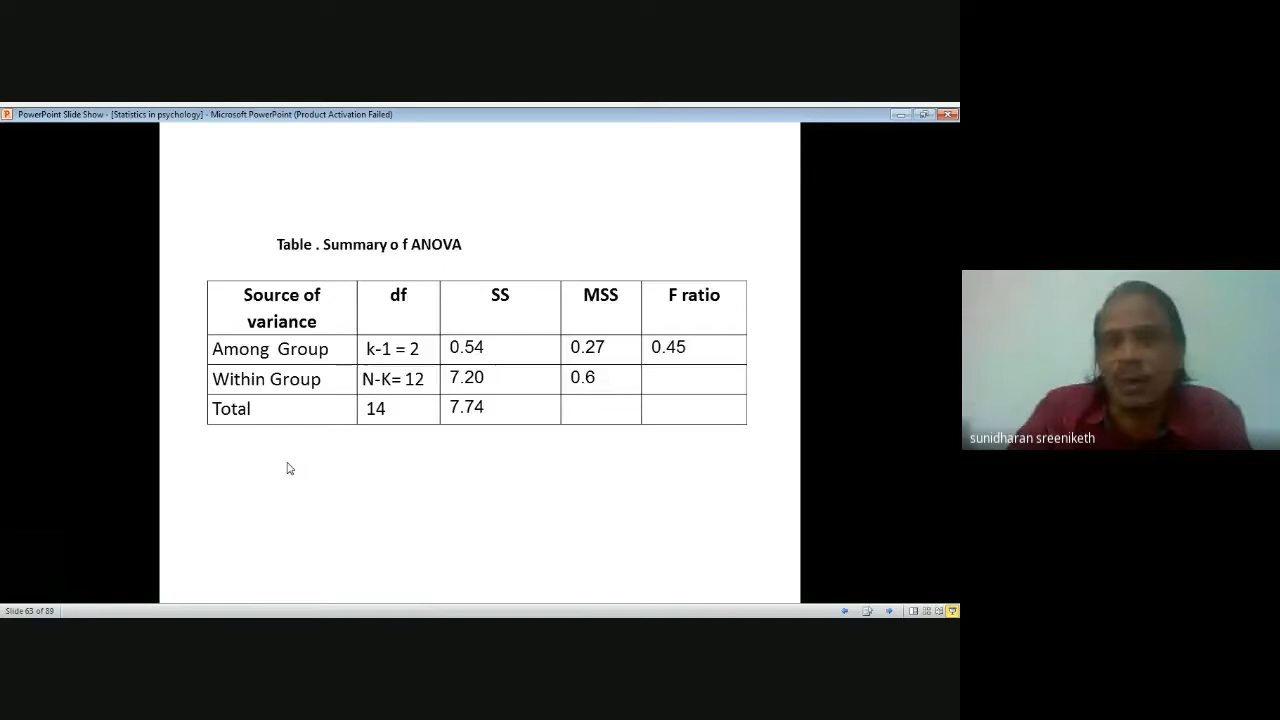 PowerPoint Slide Show - [Statistics in psychology] - Microsoft PowerPoint (Product Activation Failed)
Table . Summary o f ANOVA
Source of variance df SS MSS F ratio
Among Group k-1 = 2 0.54 0.27 0.45
Within Group N-K= 12 7.20 0.6
Total 14 7.74
sunidharan sreeniketh
Slide 63 of 89